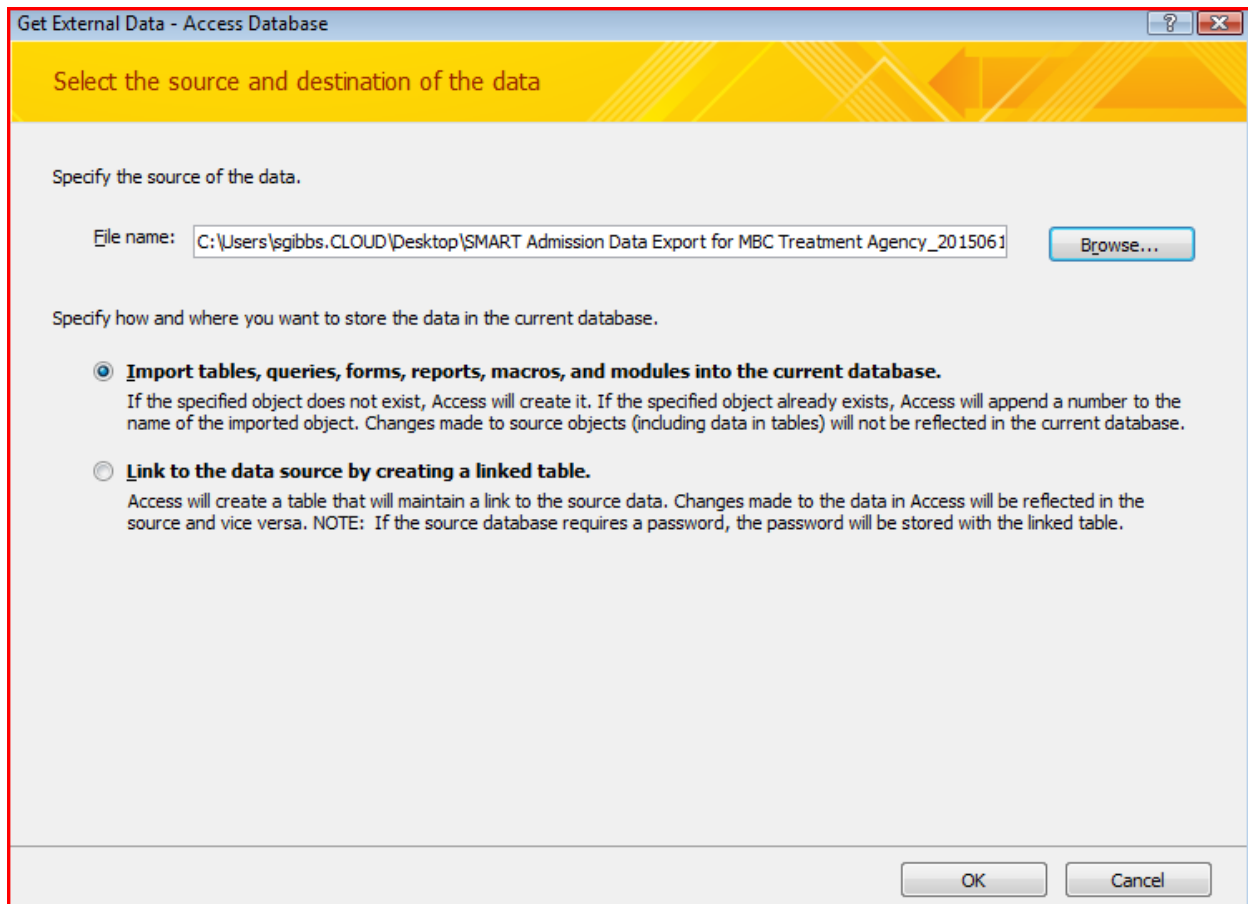 Get External Data - Access Database
Select the source and destination of the data
Specify the source of the data.
File name: C:\Users\sgibbs.CLOUD\Desktop\SMART Admission Data Export for MBC Treatment Agency_2015061 Browse...
Specify how and where you want to store the data in the current database.
Import tables, queries, forms, reports, macros, and modules into the current database.
If the specified object does not exist, Access will create it. If the specified object already exists, Access will append a number to the
name of the imported object. Changes made to source objects (including data in tables) will not be reflected in the current database.
Link to the data source by creating a linked table.
Access will create a table that will maintain a link to the source data. Changes made to the data in Access will be reflected in the
source and vice versa. NOTE: If the source database requires a password, the password will be stored with the linked table.
OK Cancel